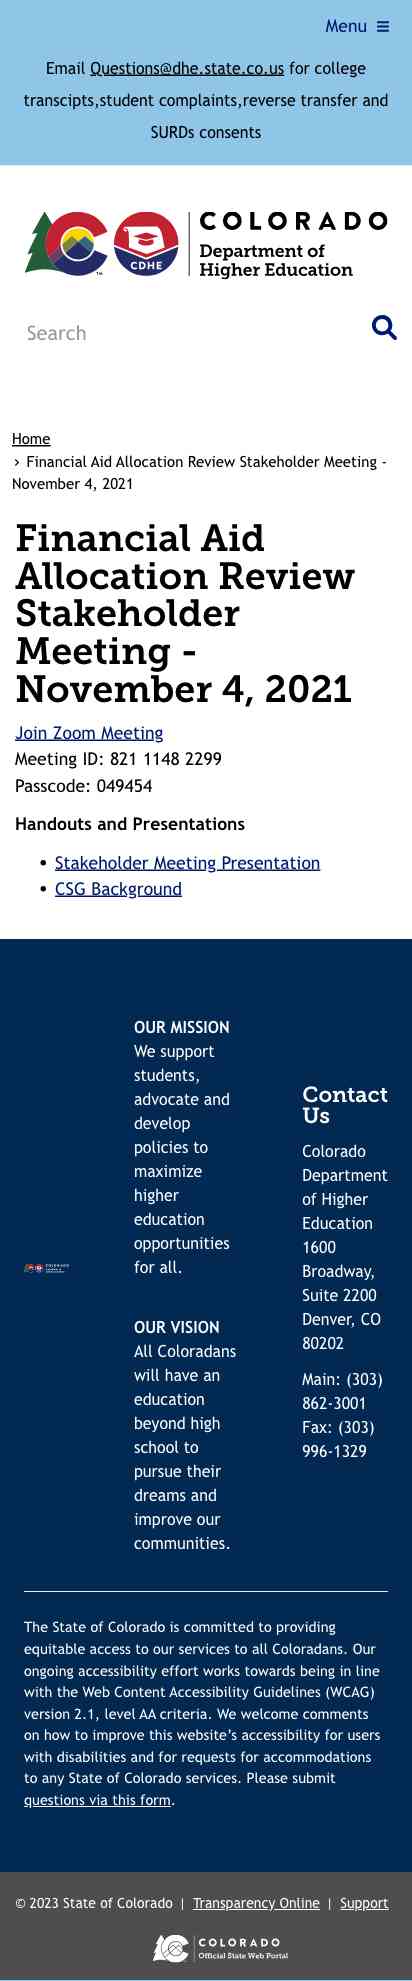 Menu
Email Questions@dhe.state.co.us for college
transcipts,student complaints,reverse transfer and
SURDs consents
CDHE
TM
COLORADO
Department of
Higher Education
Search
Home
› Financial Aid Allocation Review Stakeholder Meeting -
November 4, 2021
Financial Aid
Allocation Review
Stakeholder
Meeting -
November 4, 2021
Join Zoom Meeting
Meeting ID: 821 1148 2299
Passcode: 049454
Handouts and Presentations
• Stakeholder Meeting Presentation
• CSG Background
OUR MISSION
We support
students,
advocate and
develop
policies to
maximize
higher
education
opportunities
for all.
OUR VISION
All Coloradans
will have an
education
beyond high
school to
pursue their
dreams and
improve our
communities.
Contact
Us
Colorado
Department
of Higher
Education
1600
Broadway,
Suite 2200
Denver, CO
80202
Main: (303)
862-3001
Fax: (303)
996-1329
The State of Colorado is committed to providing
equitable access to our services to all Coloradans. Our
ongoing accessibility effort works towards being in line
with the Web Content Accessibility Guidelines (WCAG)
version 2.1, level AA criteria. We welcome comments
on how to improve this website's accessibility for users
with disabilities and for requests for accommodations
to any State of Colorado services. Please submit
questions via this form.
© 2023 State of Colorado | Transparency Online | Support
COLORADO
Official State Web Portal